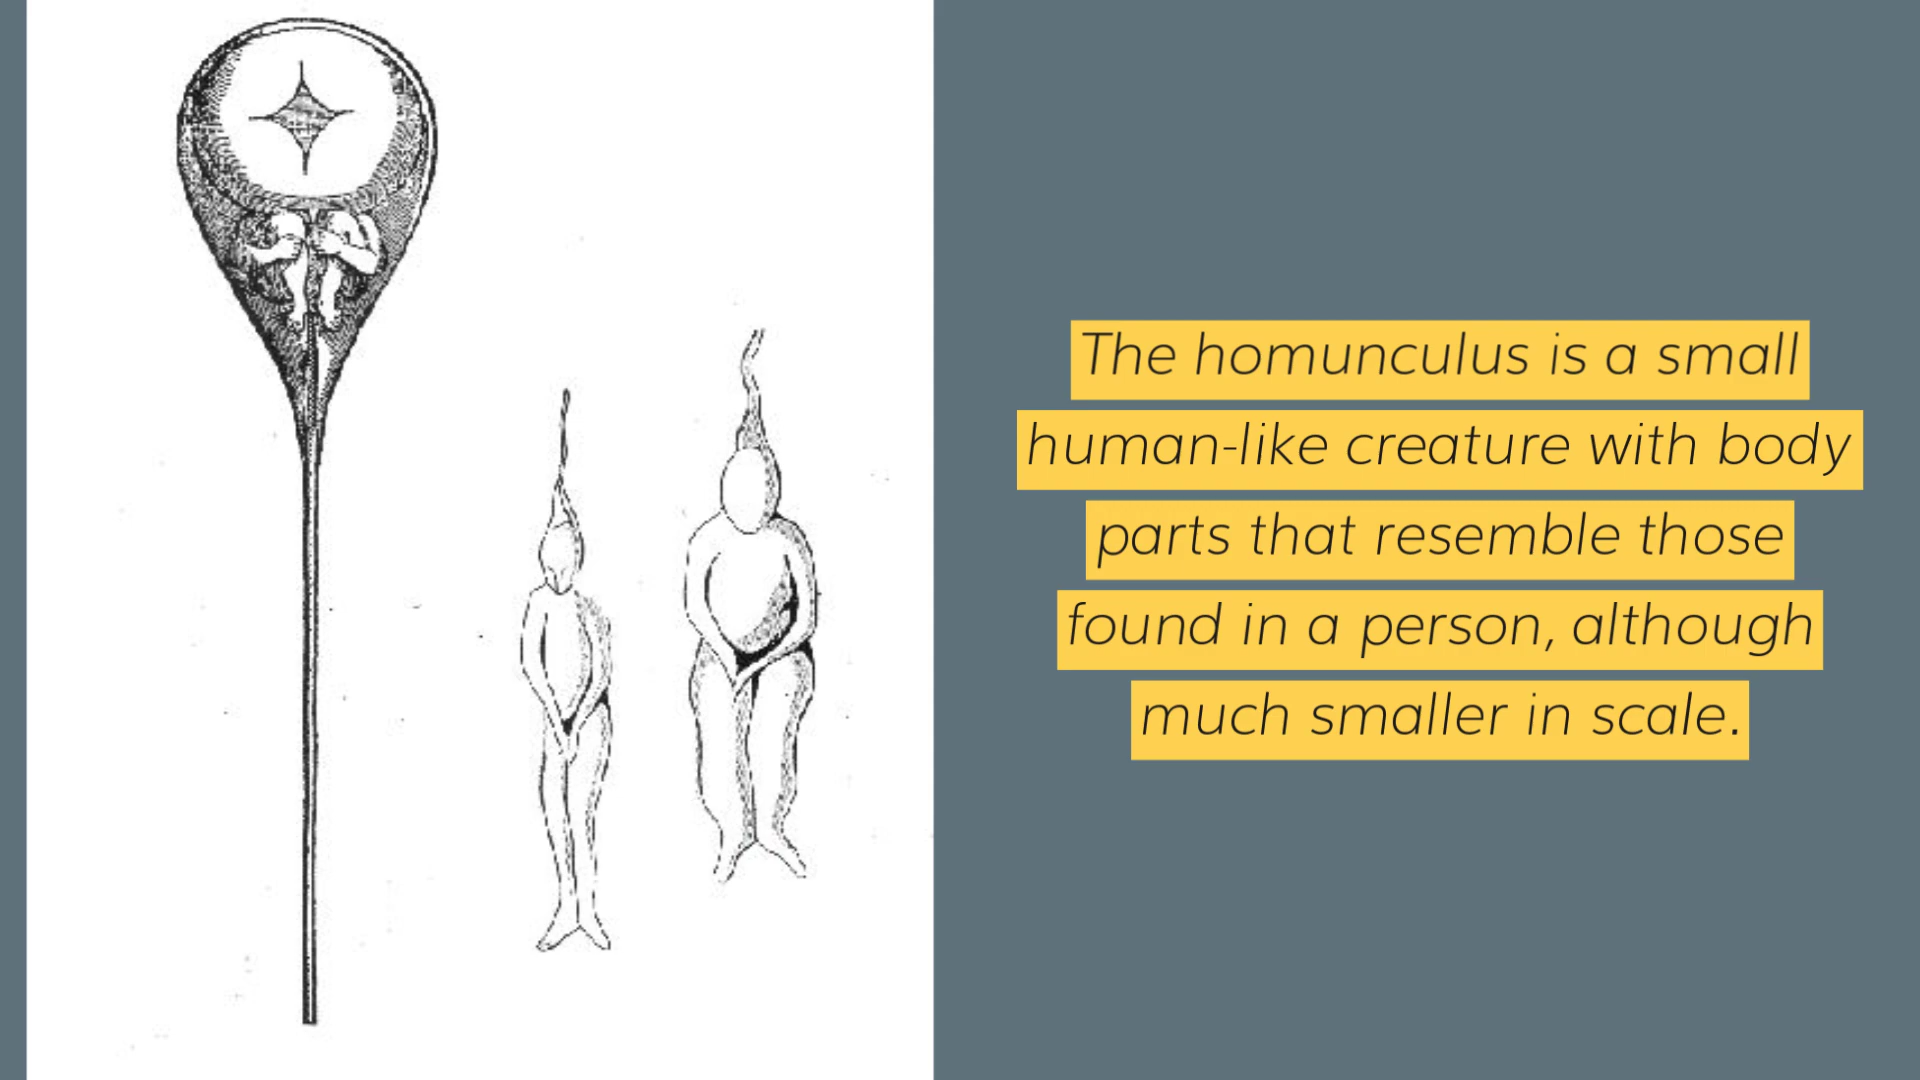 The homunculus is a small
human-like creature with body
parts that resemble those
found in a person, although
much smaller in scale.